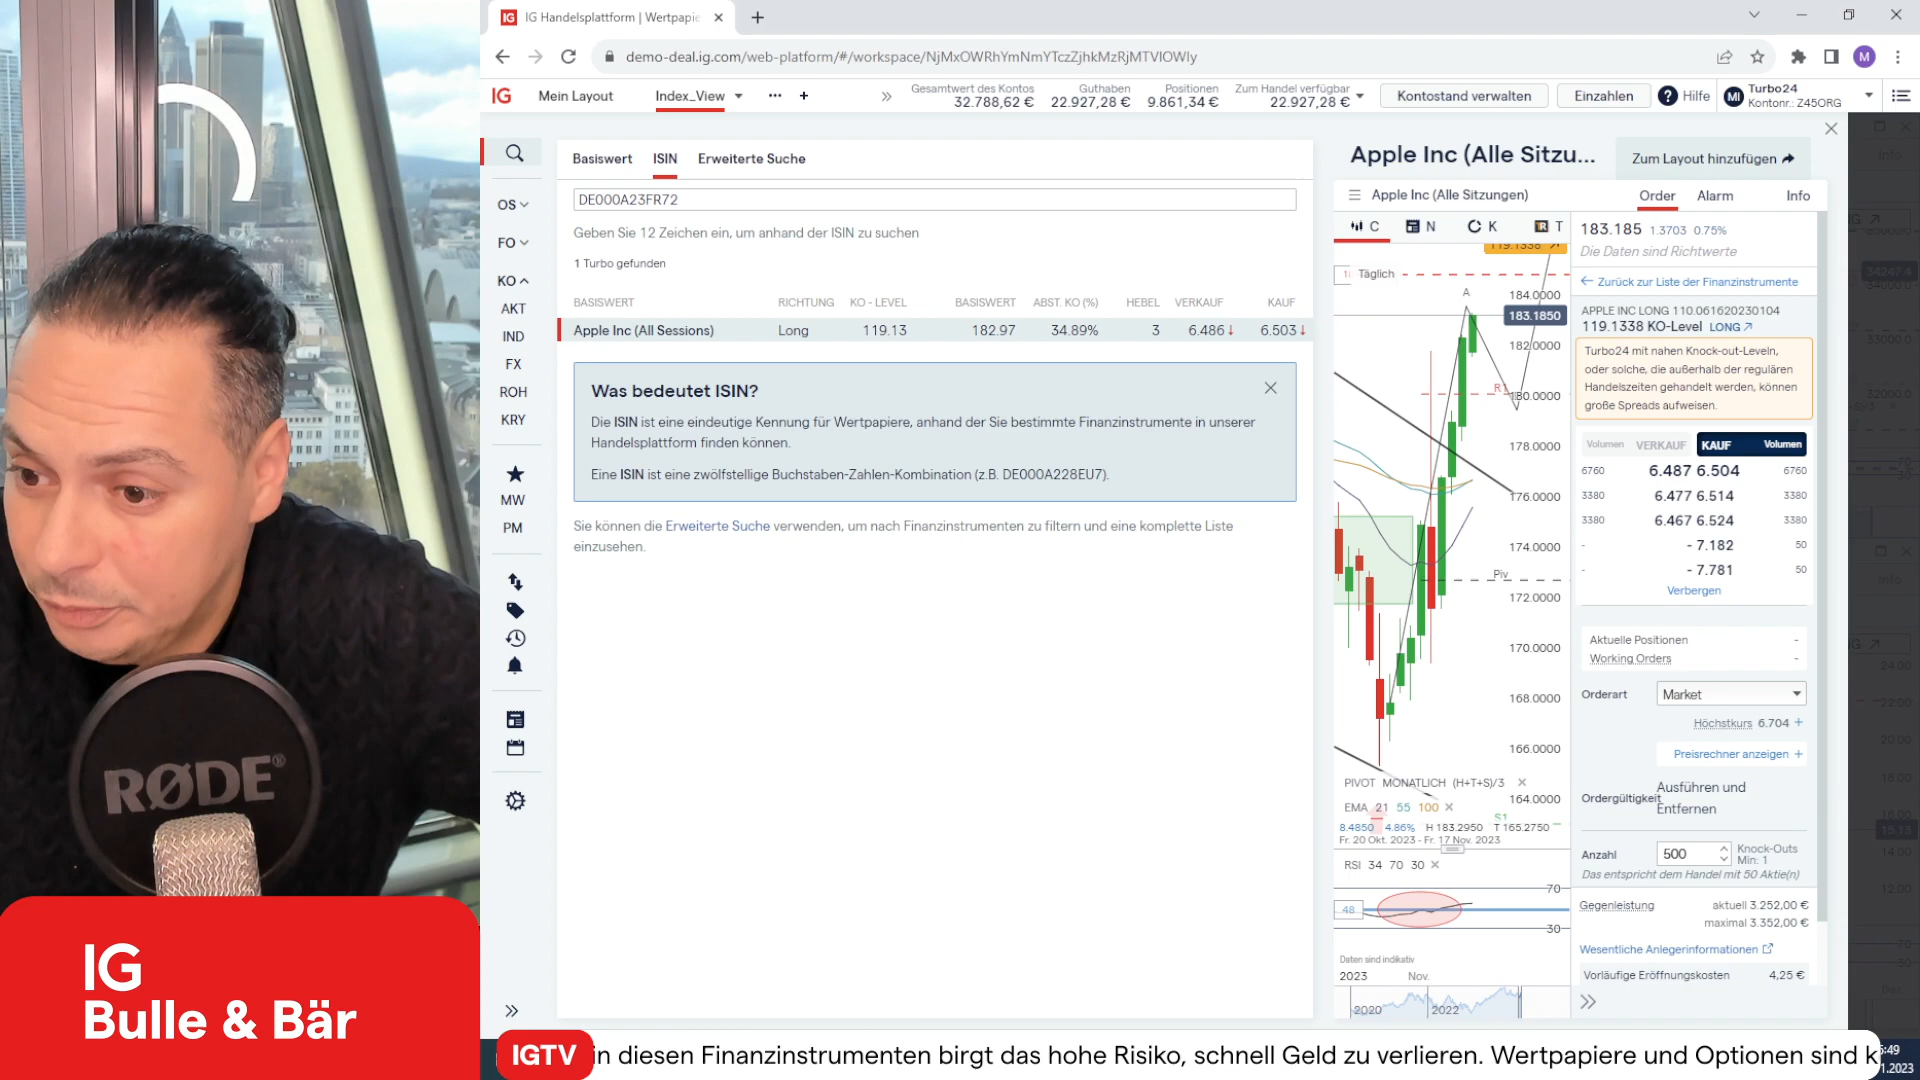 IG Handelsplattform | Wertpapie
demo-deal.ig.com/web-platform/#/workspace/NjMxOWRhYmNmYTczZjhkMzRjMTVlOWIy
M
IG
Mein Layout
Index_View
Gesamtwert des Kontos
32.788,62 €
Guthaben
22.927,28 €
Positionen
9.861,34 €
Zum Handel verfügbar
22.927,28 €
Kontostand verwalten
Einzahlen
Hilfe
MI
Turbo24
Kontonr.: Z45ORG
OS
FO
KO
AKT
IND
FX
ROH
KRY
MW
PM
Basiswert ISIN Erweiterte Suche
DE000A23FR72
Geben Sie 12 Zeichen ein, um anhand der ISIN zu suchen
1 Turbo gefunden
BASISWERT RICHTUNG KO - LEVEL BASISWERT ABST. KO (%) HEBEL VERKAUF KAUF
Apple Inc (All Sessions) Long 119.13 182.97 34.89% 3 6.486 6.503
Was bedeutet ISIN?
Die ISIN ist eine eindeutige Kennung für Wertpapiere, anhand der Sie bestimmte Finanzinstrumente in unserer
Handelsplattform finden können.
Eine ISIN ist eine zwölfstellige Buchstaben-Zahlen-Kombination (z.B. DE000A228EU7).
Sie können die Erweiterte Suche verwenden, um nach Finanzinstrumenten zu filtern und eine komplette Liste
einzusehen.
Apple Inc (Alle Sitzu...
Zum Layout hinzufügen
Apple Inc (Alle Sitzungen)
Order Alarm Info
C N K T
119.1338
Täglich
A
184.0000
183.1850
182.0000
R1
180.0000
178.0000
176.0000
174.0000
Piv
172.0000
170.0000
168.0000
166.0000
PIVOT MONATLICH (H+T+S)/3
164.0000
EMA 21 55 100
S1
8.4850 4.86% H 183.2950 T 165.2750
Fr. 20 Okt. 2023 - Fr. 17 Nov. 2023
RSI 34 70 30
70
48
30
Daten sind indikativ
2023 Nov.
2020 2022
183.185 1.3703 0.75%
Die Daten sind Richtwerte
Zurück zur Liste der Finanzinstrumente
APPLE INC LONG 110.061620230104
119.1338 KO-Level LONG
Turbo24 mit nahen Knock-out-Leveln,
oder solche, die außerhalb der regulären
Handelszeiten gehandelt werden, können
große Spreads aufweisen.
Volumen VERKAUF KAUF Volumen
6760 6.487 6.504 6760
3380 6.477 6.514 3380
3380 6.467 6.524 3380
- - 7.182 50
- - 7.781 50
Verbergen
Aktuelle Positionen -
Working Orders -
Orderart Market
Höchstkurs 6.704 +
Preisrechner anzeigen +
Ordergültigkeit Ausführen und
Entfernen
Anzahl 500 Knock-Outs
Min: 1
Das entspricht dem Handel mit 50 Aktie(n)
Gegenleistung aktuell 3.252,00 €
maximal 3.352,00 €
Wesentliche Anlegerinformationen
Vorläufige Eröffnungskosten 4,25 €
RØDE®
IG
Bulle & Bär
IGTV
in diesen Finanzinstrumenten birgt das hohe Risiko, schnell Geld zu verlieren. Wertpapiere und Optionen sind k